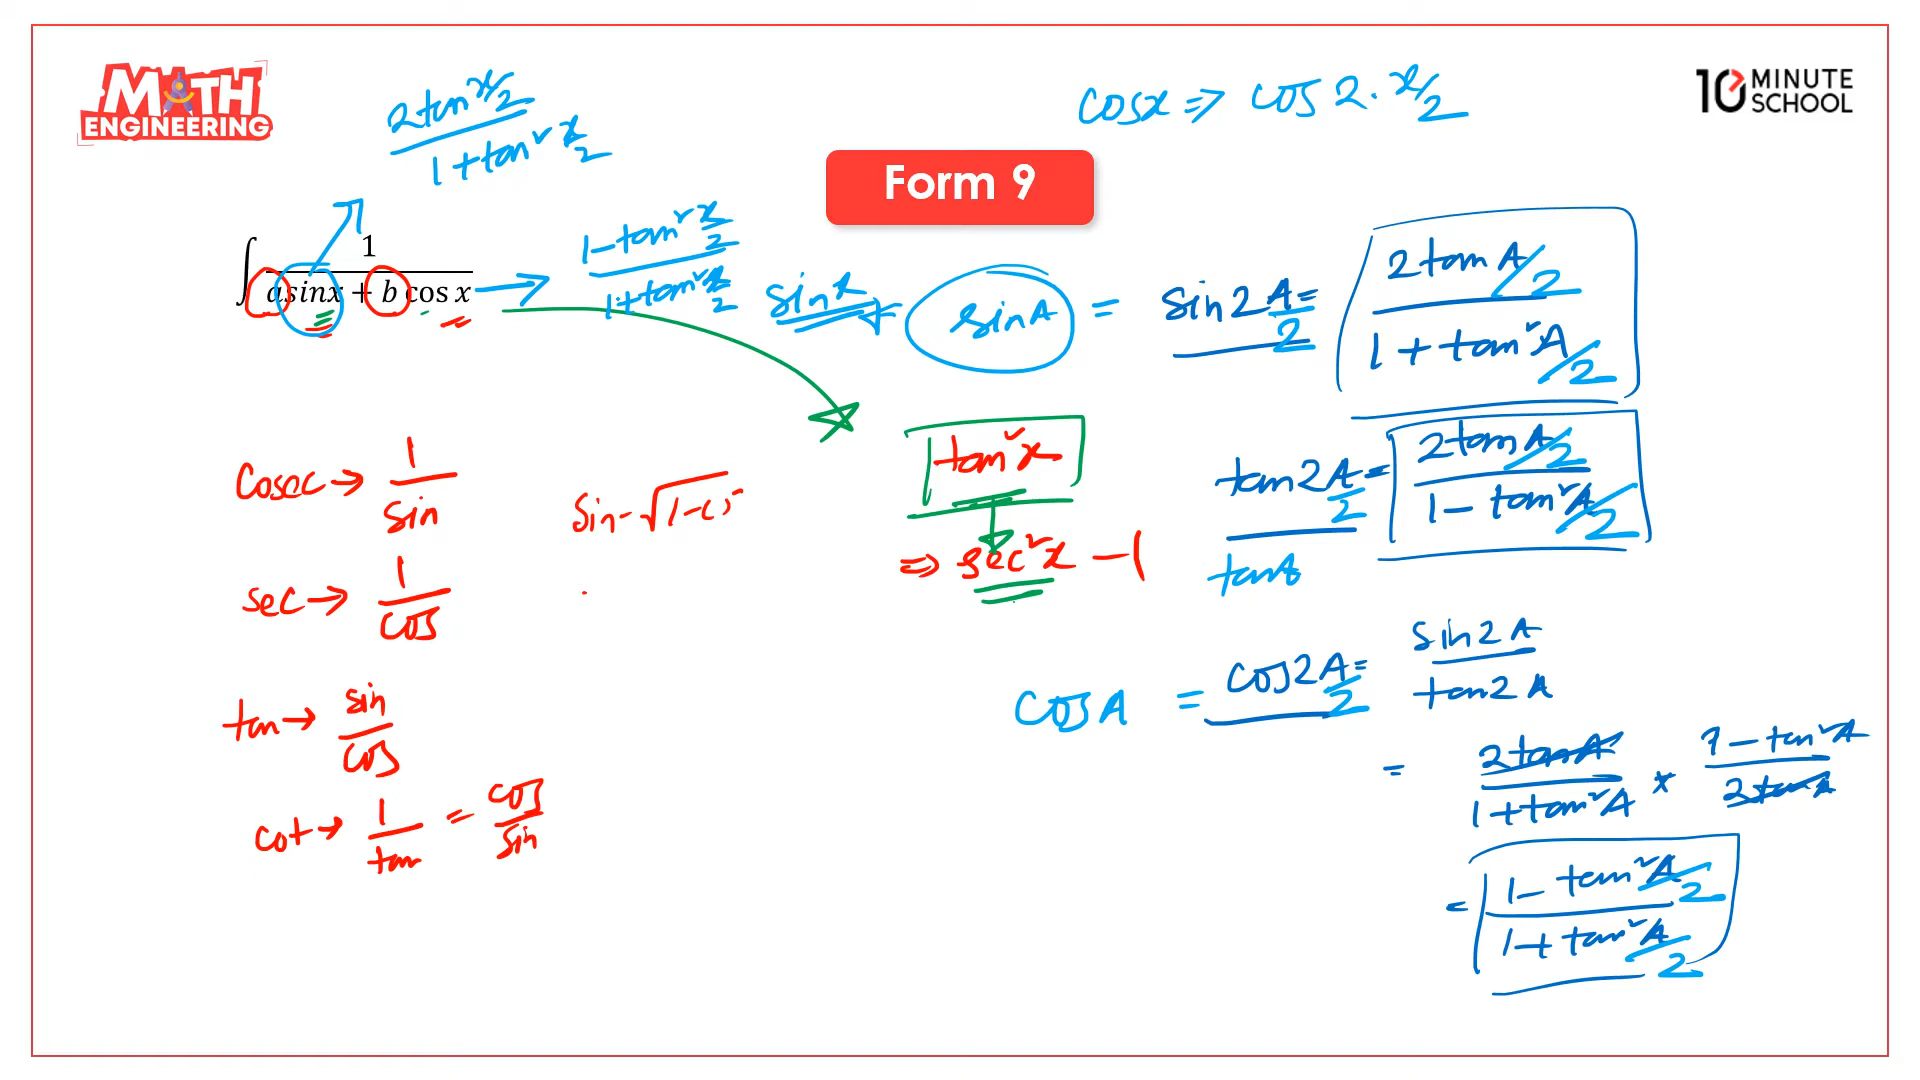 MATH ENGINEERING
10 MINUTE SCHOOL
Form 9
cosx ⇒ cos 2 · x/2
2tan x/2 / 1 + tan² x/2
∫ 1 / asinx + b cos x
1 − tan² x/2 / 1 + tan² x/2
sinx
sinA = sin2 A/2 = 2tan A/2 / 1 + tan² A/2
tan²x
⇒ sec²x − 1
tan2 A/2 = 2tan A/2 / 1 − tan² A/2
tanA
Cosec → 1 / sin
sec → 1 / cos
tan → sin / cos
cot → 1 / tan = cos / sin
cosA = cos2 A/2 = sin2A / tan2A
= 2tanA / 1 + tan²A × 1 − tan²A / 2tanA
= 1 − tan² A/2 / 1 + tan² A/2